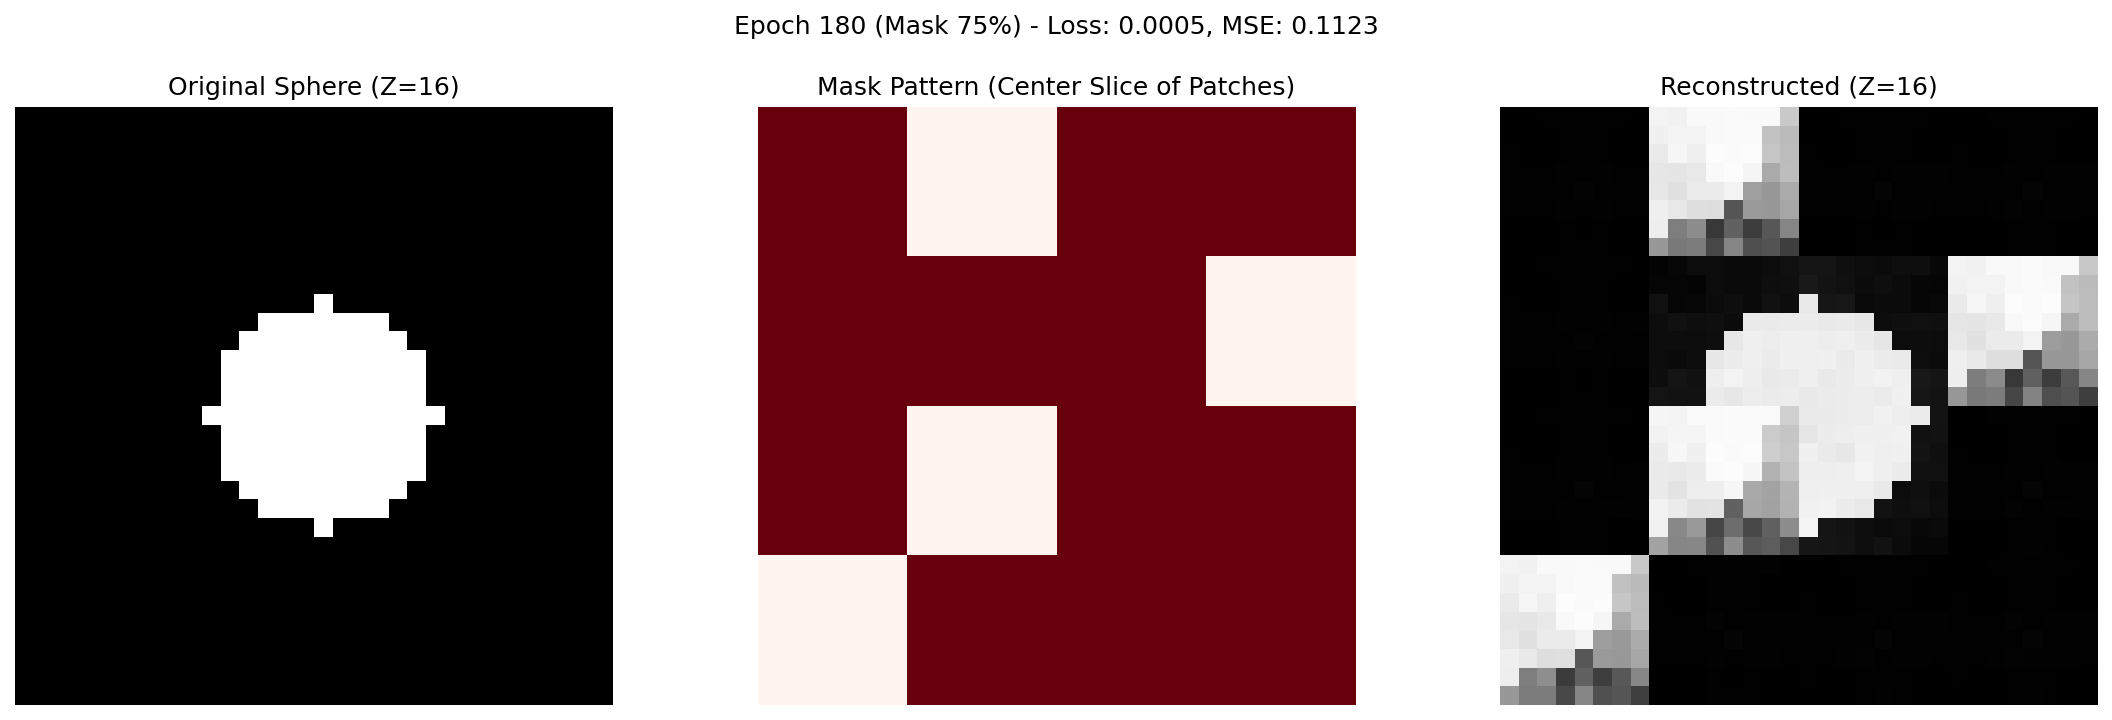 Epoch 180 (Mask 75%) - Loss: 0.0005, MSE: 0.1123
Original Sphere (Z=16)
Mask Pattern (Center Slice of Patches)
Reconstructed (Z=16)